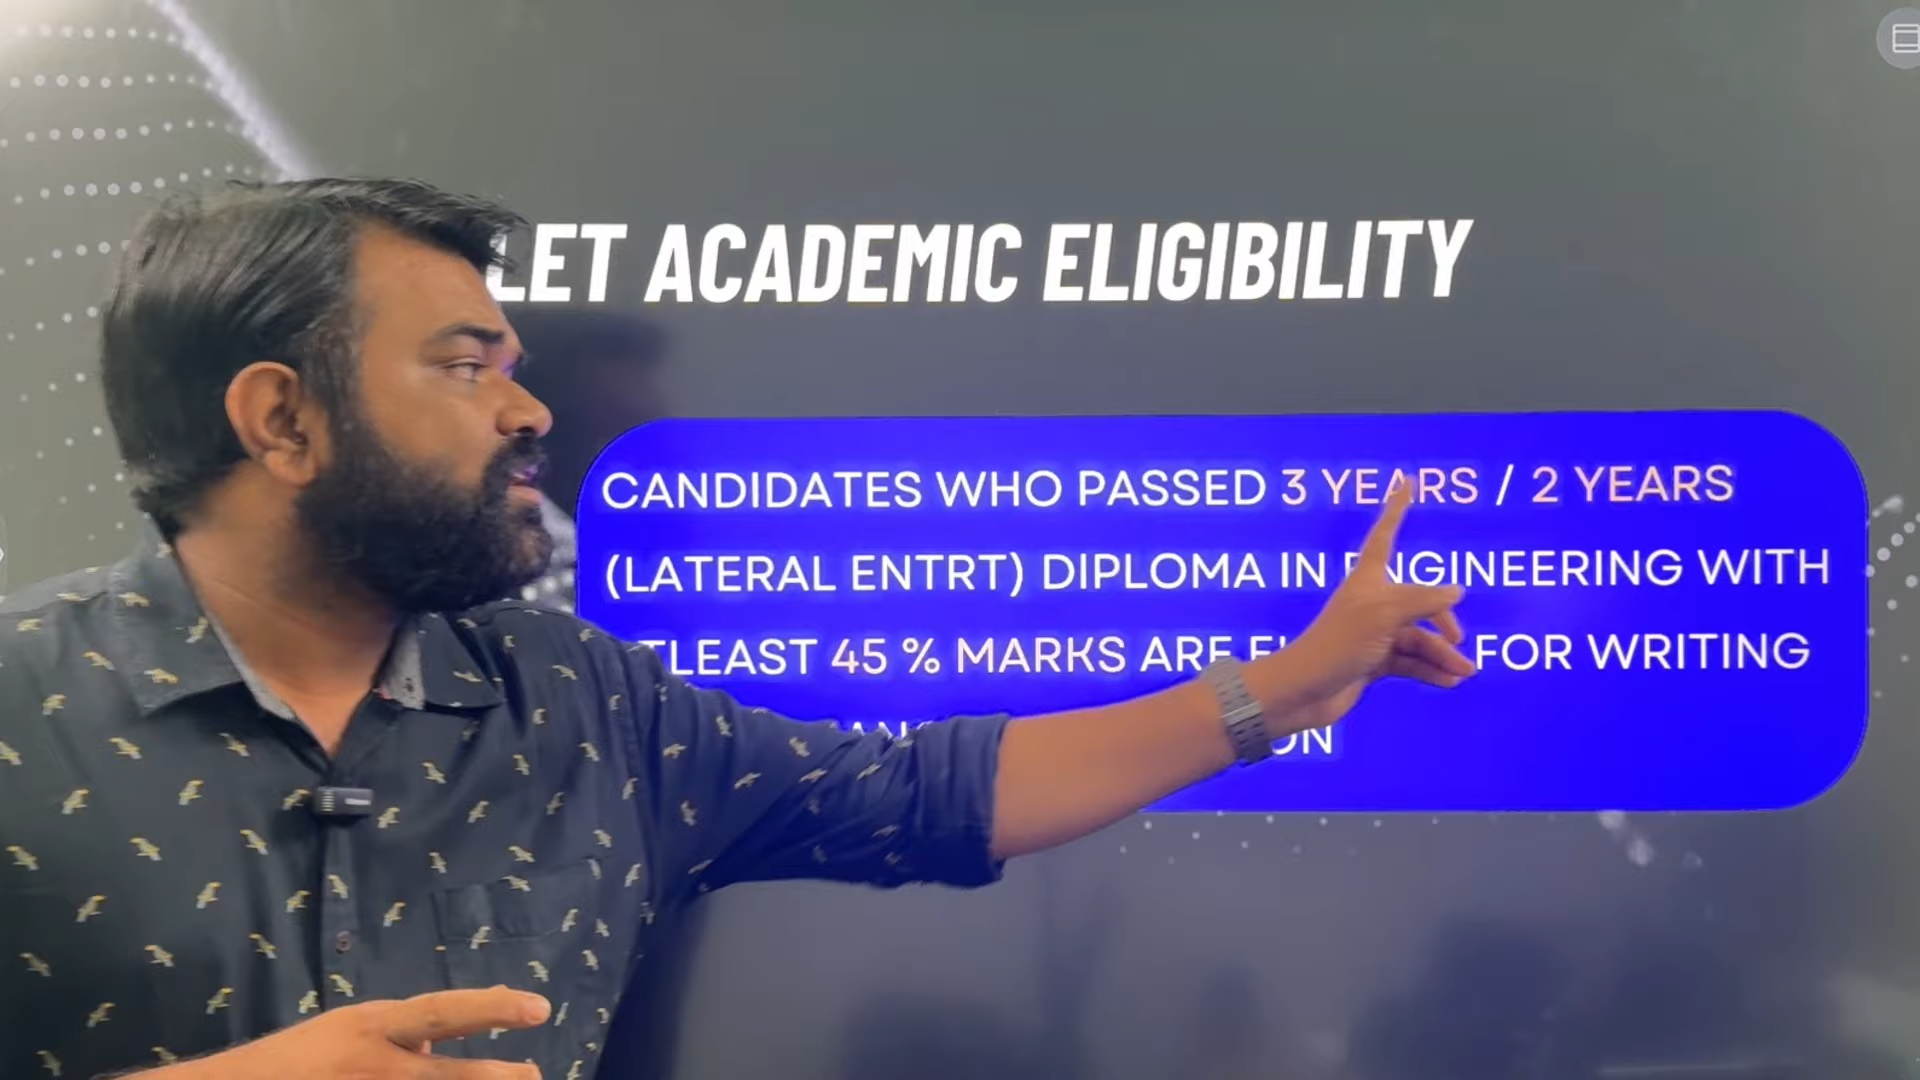 LET ACADEMIC ELIGIBILITY
CANDIDATES WHO PASSED 3 YEARS / 2 YEARS
(LATERAL ENTRT) DIPLOMA IN ENGINEERING WITH
TLEAST 45 % MARKS ARE FOR WRITING